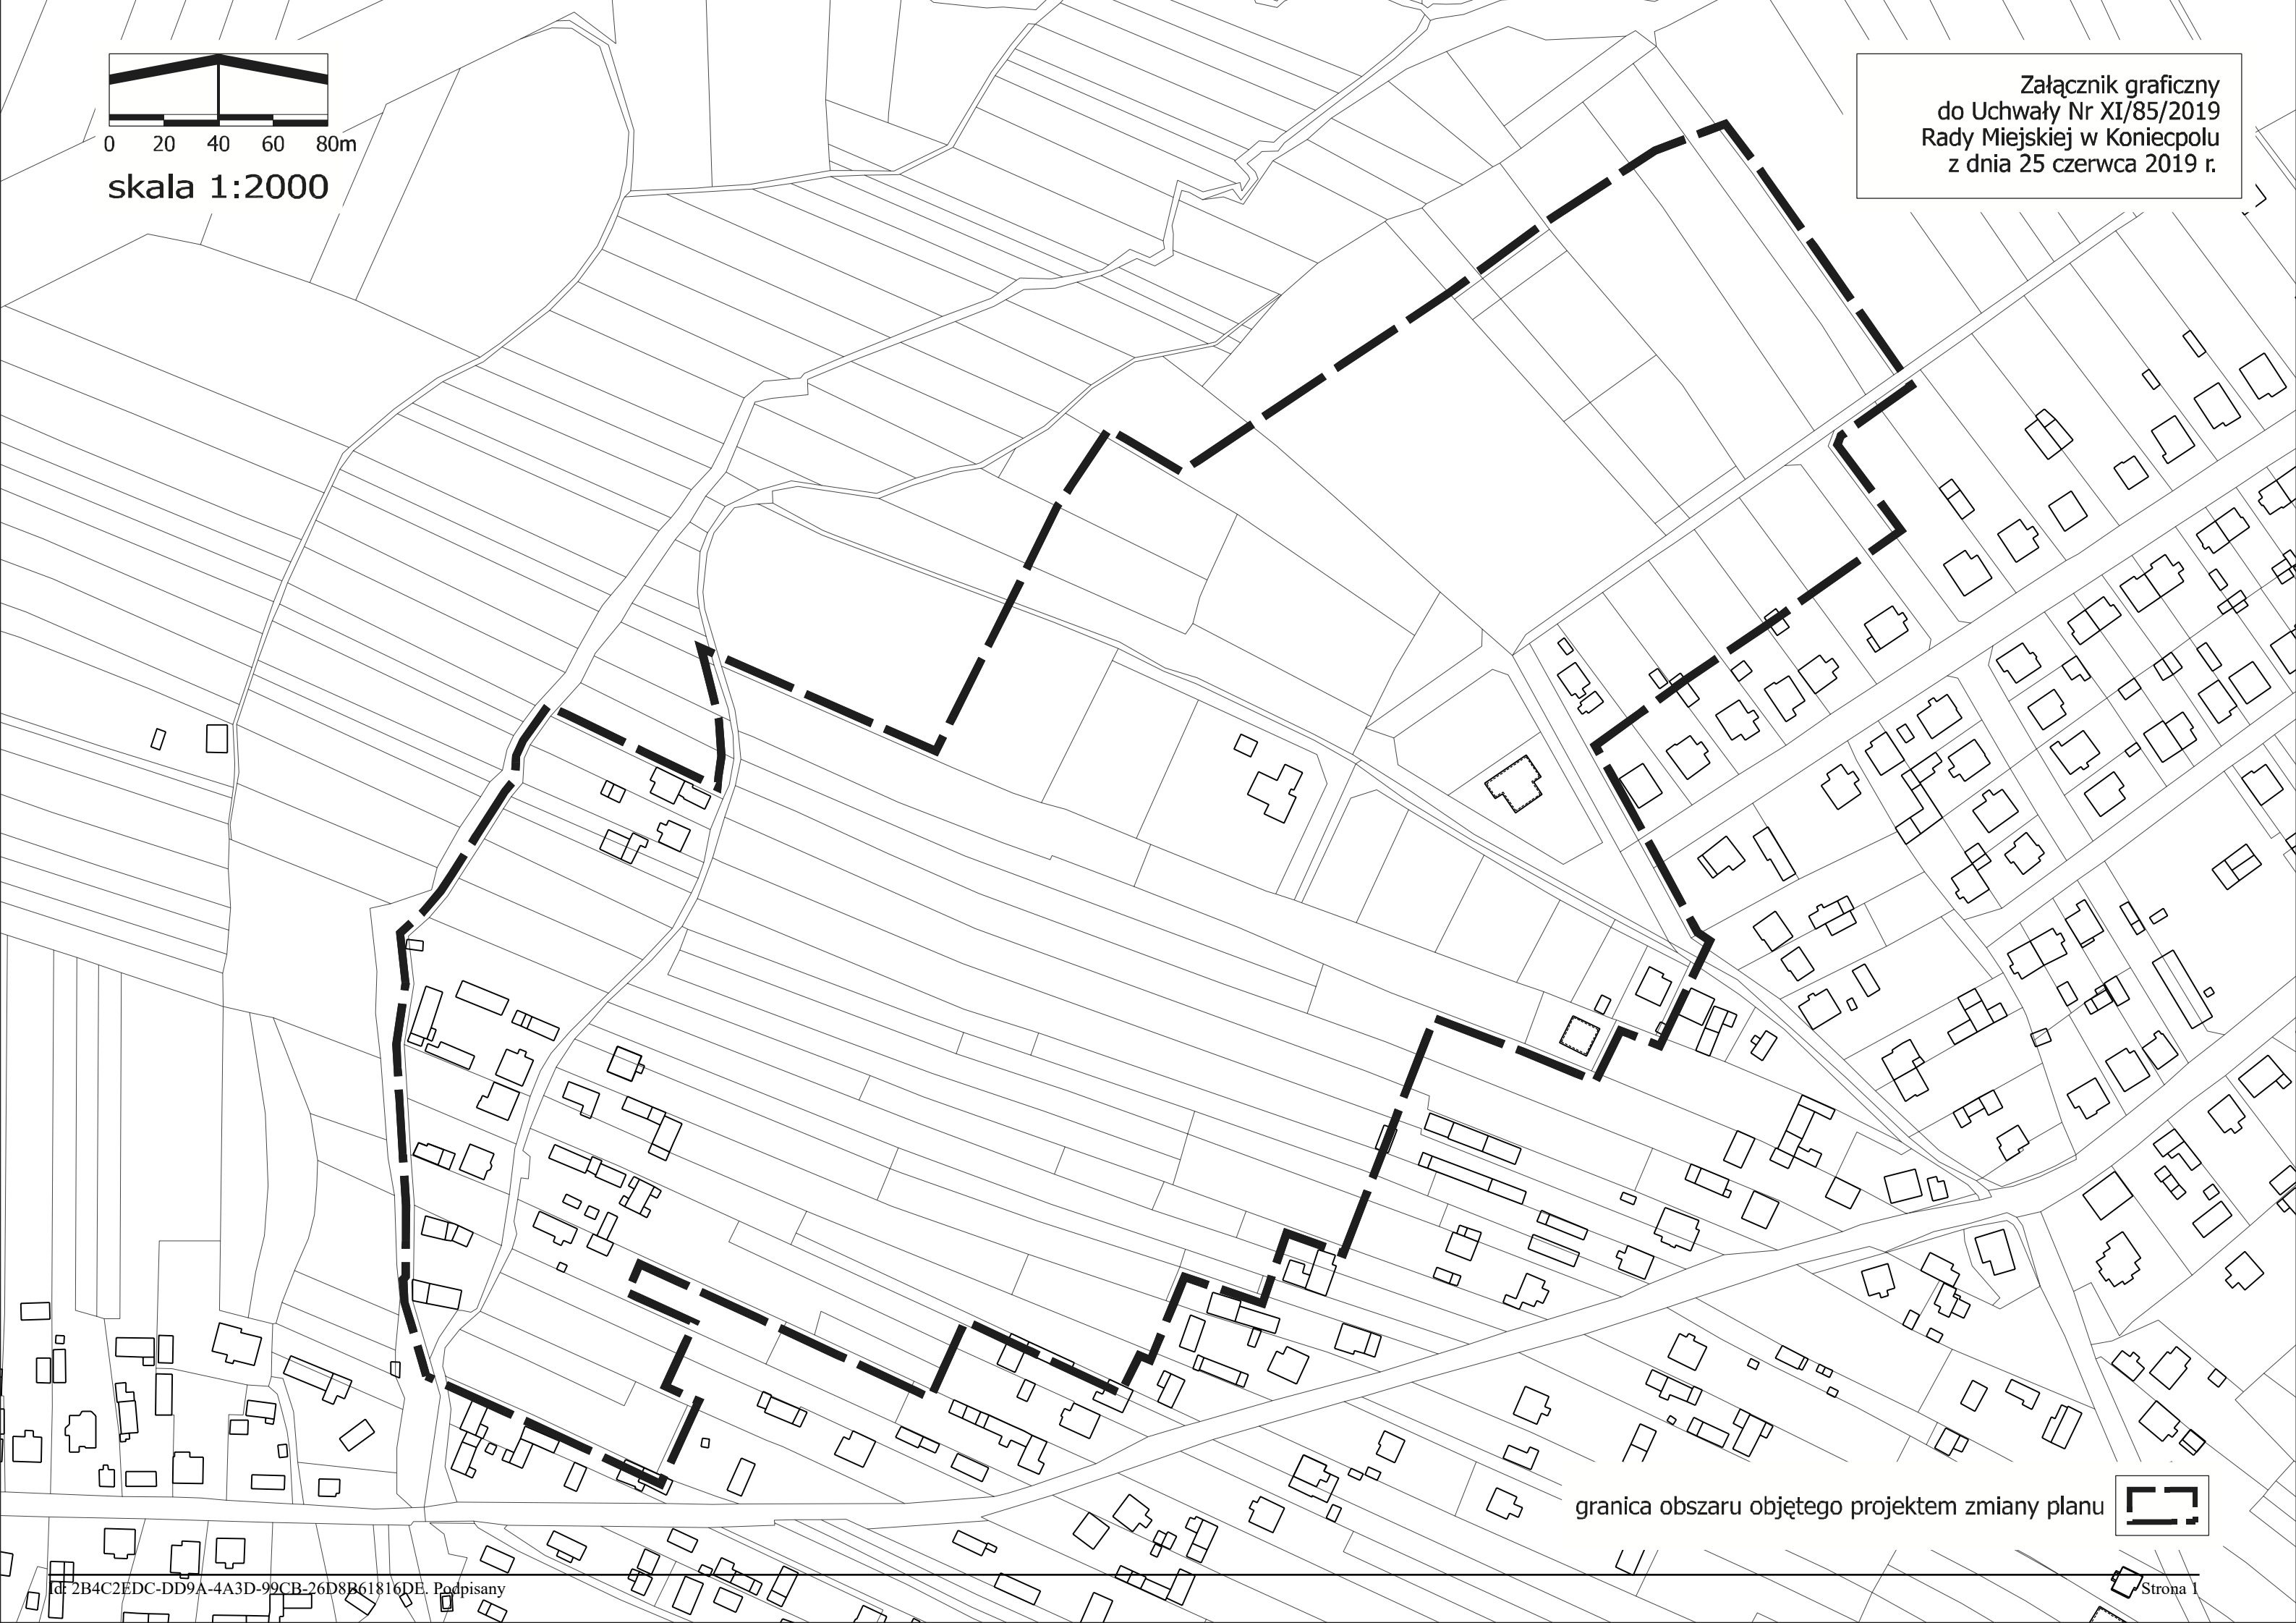 0 20 40 60 80m
skala 1:2000
Załącznik graficzny
do Uchwały Nr XI/85/2019
Rady Miejskiej w Koniecpolu
z dnia 25 czerwca 2019 r.
granica obszaru objętego projektem zmiany planu
Id: 2B4C2EDC-DD9A-4A3D-99CB-26D8B61816DE. Podpisany
Strona 1